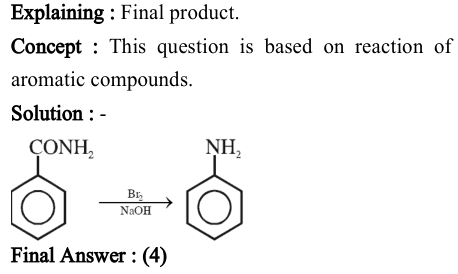 Explaining : Final product.
Concept : This question is based on reaction of
aromatic compounds.
Solution : -
CONH₂ NH₂
Br₂
NaOH
Final Answer : (4)